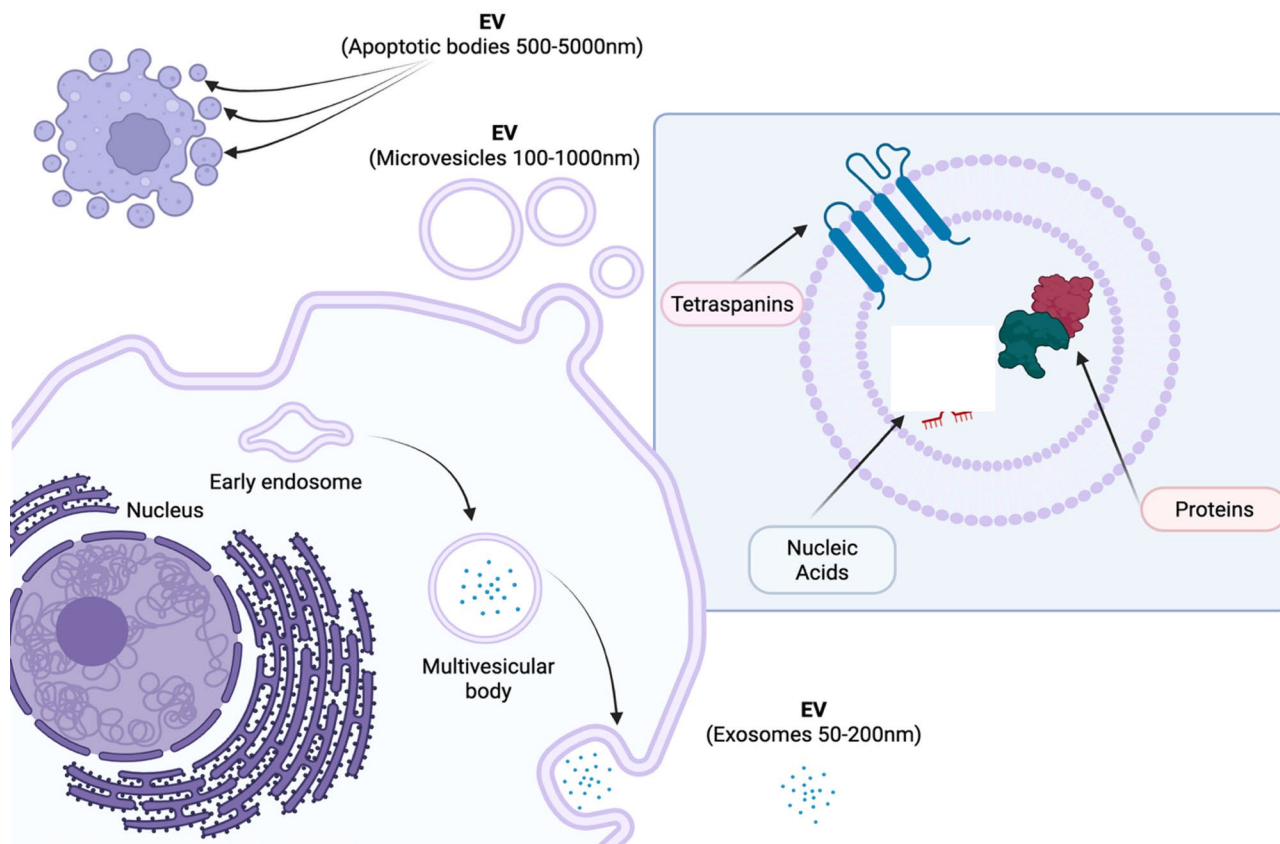 EV
(Apoptotic bodies 500-5000nm)
EV
(Microvesicles 100-1000nm)
Tetraspanins
Early endosome
Nucleus
Proteins
Nucleic
Acids
Multivesicular
body
EV
(Exosomes 50-200nm)